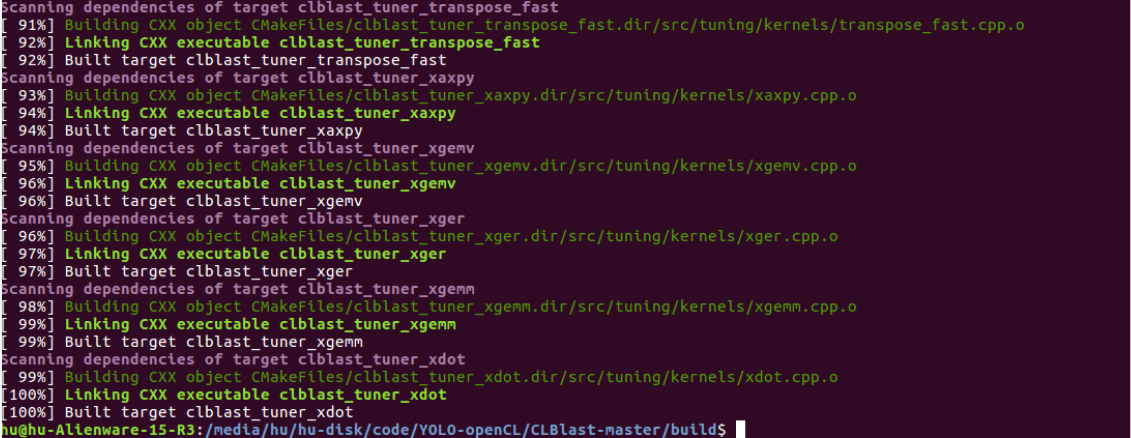 Scanning dependencies of target clblast_tuner_transpose_fast
[ 91%] Building CXX object CMakeFiles/clblast_tuner_transpose_fast.dir/src/tuning/kernels/transpose_fast.cpp.o
[ 92%] Linking CXX executable clblast_tuner_transpose_fast
[ 92%] Built target clblast_tuner_transpose_fast
Scanning dependencies of target clblast_tuner_xaxpy
[ 93%] Building CXX object CMakeFiles/clblast_tuner_xaxpy.dir/src/tuning/kernels/xaxpy.cpp.o
[ 94%] Linking CXX executable clblast_tuner_xaxpy
[ 94%] Built target clblast_tuner_xaxpy
Scanning dependencies of target clblast_tuner_xgemv
[ 95%] Building CXX object CMakeFiles/clblast_tuner_xgemv.dir/src/tuning/kernels/xgemv.cpp.o
[ 96%] Linking CXX executable clblast_tuner_xgemv
[ 96%] Built target clblast_tuner_xgemv
Scanning dependencies of target clblast_tuner_xger
[ 96%] Building CXX object CMakeFiles/clblast_tuner_xger.dir/src/tuning/kernels/xger.cpp.o
[ 97%] Linking CXX executable clblast_tuner_xger
[ 97%] Built target clblast_tuner_xger
Scanning dependencies of target clblast_tuner_xgemm
[ 98%] Building CXX object CMakeFiles/clblast_tuner_xgemm.dir/src/tuning/kernels/xgemm.cpp.o
[ 99%] Linking CXX executable clblast_tuner_xgemm
[ 99%] Built target clblast_tuner_xgemm
Scanning dependencies of target clblast_tuner_xdot
[ 99%] Building CXX object CMakeFiles/clblast_tuner_xdot.dir/src/tuning/kernels/xdot.cpp.o
[100%] Linking CXX executable clblast_tuner_xdot
[100%] Built target clblast_tuner_xdot
hu@hu-Alienware-15-R3:/media/hu/hu-disk/code/YOLO-openCL/CLBlast-master/build$